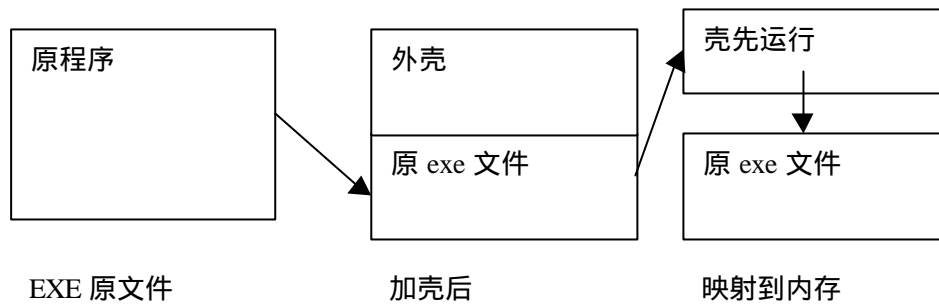 原程序
外壳
壳先运行
原 exe 文件
原 exe 文件
EXE 原文件
加壳后
映射到内存